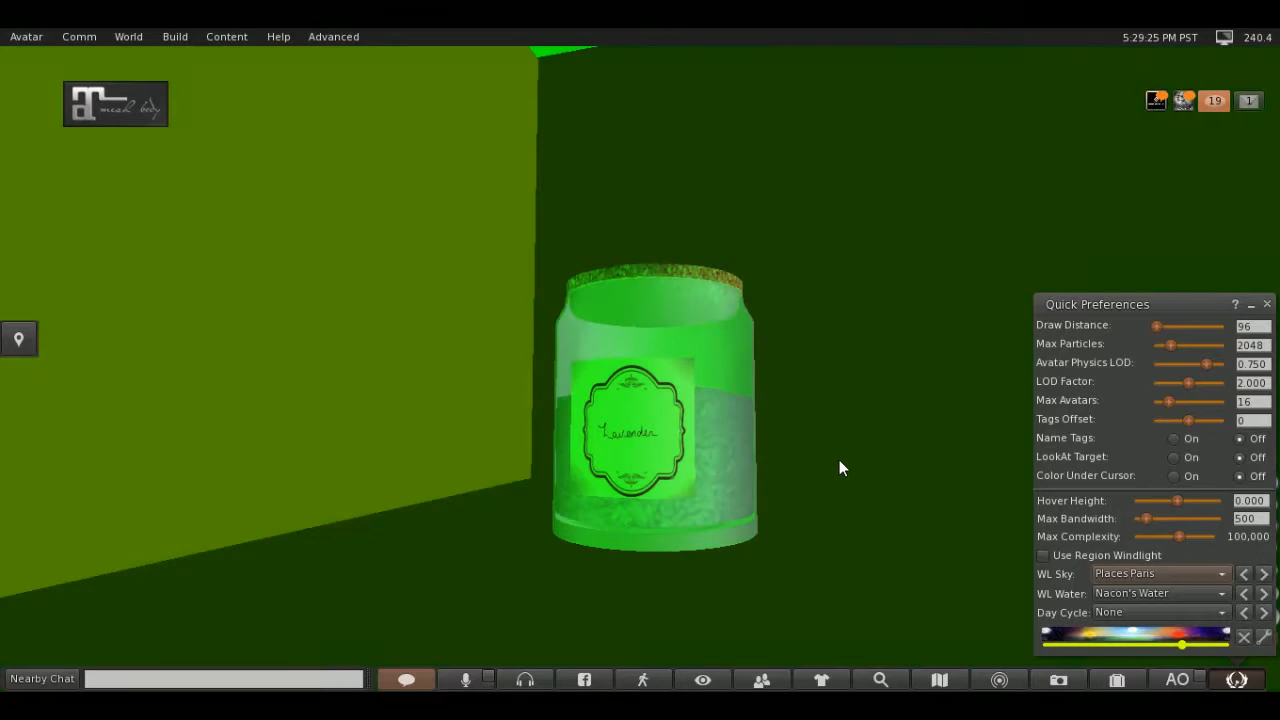 Avatar Comm World Build Content Help Advanced 5:29:25 PM PST 240.4
mesh body
19 1
Quick Preferences ?
Draw Distance: 96
Max Particles: 2048
Avatar Physics LOD: 0.750
LOD Factor: 2.000
Max Avatars: 16
Tags Offset: 0
Name Tags: On Off
LookAt Target: On Off
Color Under Cursor: On Off
Hover Height: 0.000
Max Bandwidth: 500
Max Complexity: 100,000
Use Region Windlight
WL Sky: Places Paris
WL Water: Nacon's Water
Day Cycle: None
Lavender
Nearby Chat AO